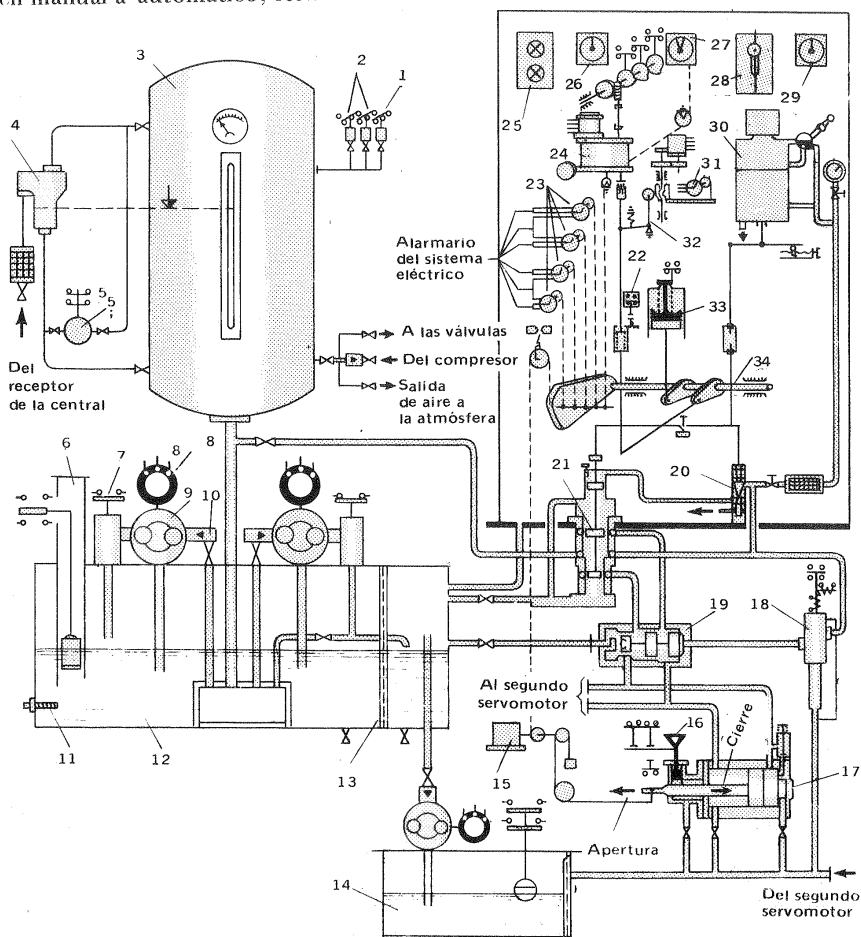 en manual a automático,
3
2
1
4
5
5
Del
receptor
de la central
A las válvulas
Del compresor
Salida
de aire a
la atmósfera
25
26
27
28
29
30
24
23
31
32
Alarmario
del sistema
eléctrico
22
33
34
6
7
8
8
9
10
21
20
19
18
11
12
13
Al segundo
servomotor
16
Cierre
15
17
Apertura
14
Del segundo
servomotor